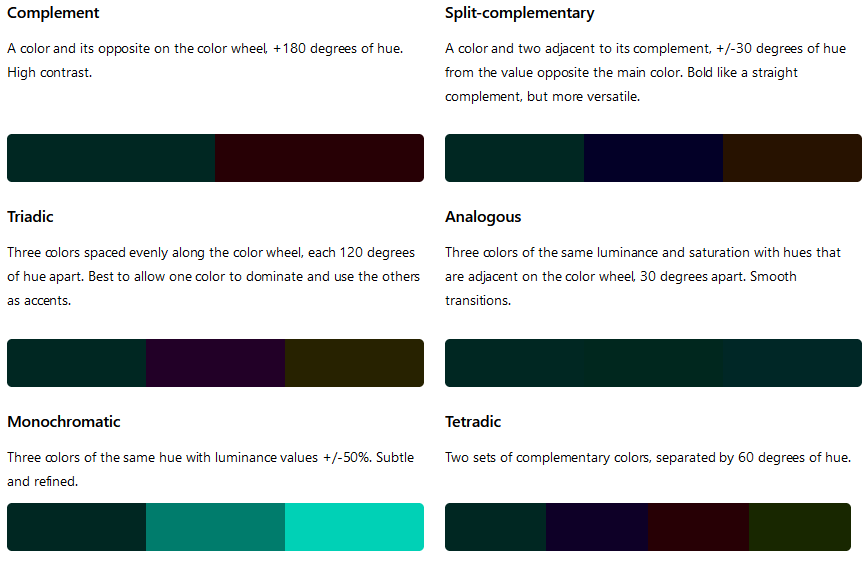 Complement
A color and its opposite on the color wheel, +180 degrees of hue.
High contrast.
Split-complementary
A color and two adjacent to its complement, +/-30 degrees of hue
from the value opposite the main color. Bold like a straight
complement, but more versatile.
Triadic
Three colors spaced evenly along the color wheel, each 120 degrees
of hue apart. Best to allow one color to dominate and use the others
as accents.
Analogous
Three colors of the same luminance and saturation with hues that
are adjacent on the color wheel, 30 degrees apart. Smooth
transitions.
Monochromatic
Three colors of the same hue with luminance values +/-50%. Subtle
and refined.
Tetradic
Two sets of complementary colors, separated by 60 degrees of hue.